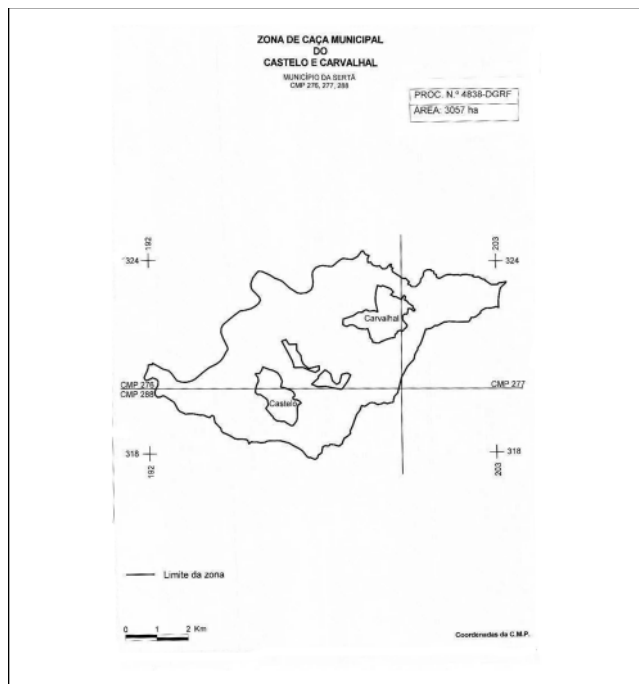 ZONA DE CAÇA MUNICIPAL
DO
CASTELO E CARVALHAL
MUNICÍPIO DA SERTÃ
CMP 276, 277, 288
PROC. N.º 4838-DGRF
ÁREA: 3057 ha
192
203
324
324
Carvalhal
CMP 276
CMP 277
CMP 288
Castelo
318
318
192
203
Limite da zona
0 1 2 Km
Coordenadas da C.M.P.